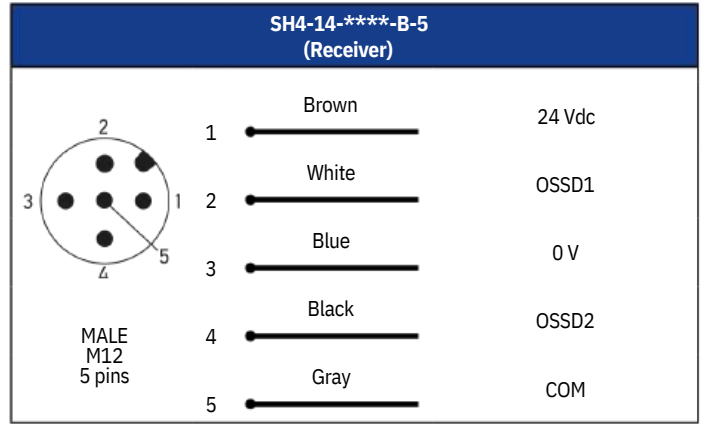 SH4-14-****-B-5
(Receiver)
2
3
1
5
4
MALE
M12
5 pins
1 Brown 24 Vdc
2 White OSSD1
3 Blue 0 V
4 Black OSSD2
5 Gray COM